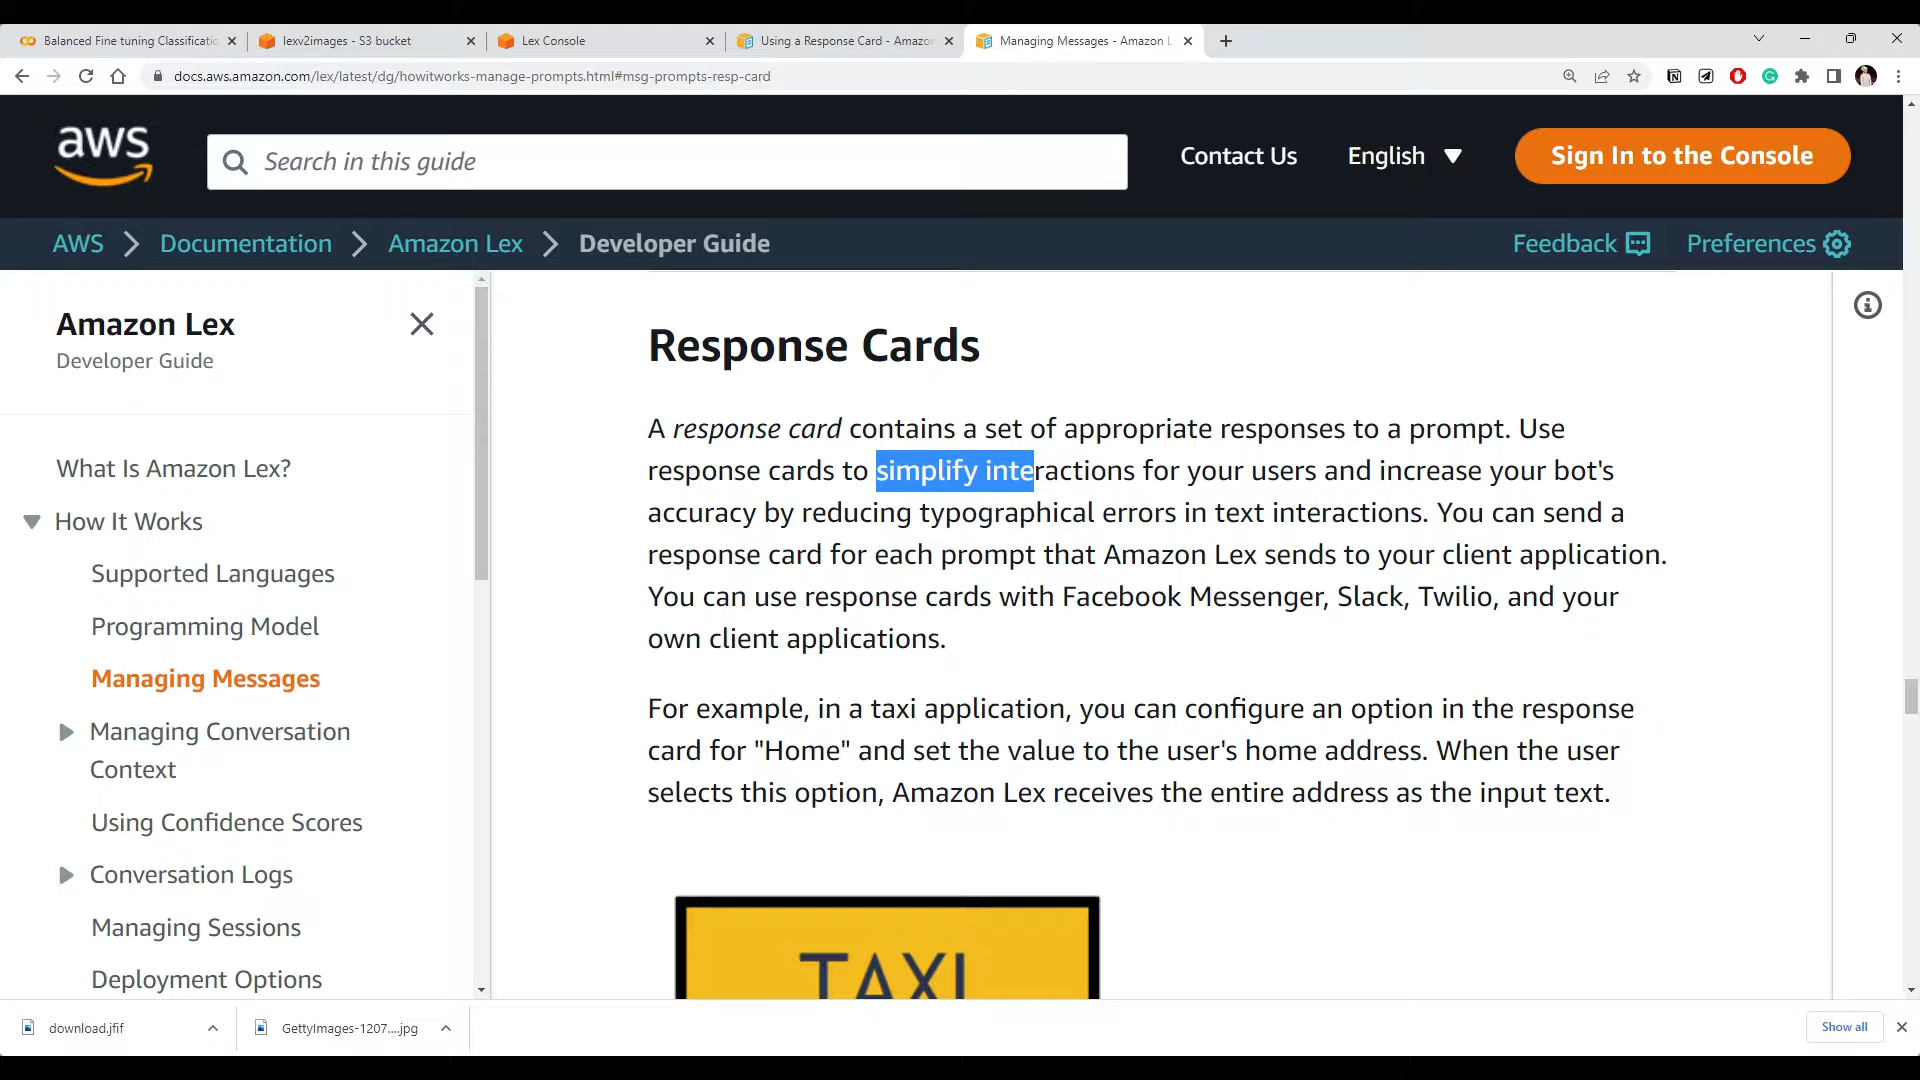 Balanced Fine tuning Classificatio
lexv2images - S3 bucket
Lex Console
Using a Response Card - Amazon
Managing Messages - Amazon L
docs.aws.amazon.com/lex/latest/dg/howitworks-manage-prompts.html#msg-prompts-resp-card
aws
Search in this guide
Contact Us
English
Sign In to the Console
AWS
Documentation
Amazon Lex
Developer Guide
Feedback
Preferences
Amazon Lex
Developer Guide
What Is Amazon Lex?
How It Works
Supported Languages
Programming Model
Managing Messages
Managing Conversation
Context
Using Confidence Scores
Conversation Logs
Managing Sessions
Deployment Options
Response Cards
A response card contains a set of appropriate responses to a prompt. Use
response cards to simplify interactions for your users and increase your bot's
accuracy by reducing typographical errors in text interactions. You can send a
response card for each prompt that Amazon Lex sends to your client application.
You can use response cards with Facebook Messenger, Slack, Twilio, and your
own client applications.
For example, in a taxi application, you can configure an option in the response
card for "Home" and set the value to the user's home address. When the user
selects this option, Amazon Lex receives the entire address as the input text.
TAXI
download.jfif
GettyImages-1207....jpg
Show all